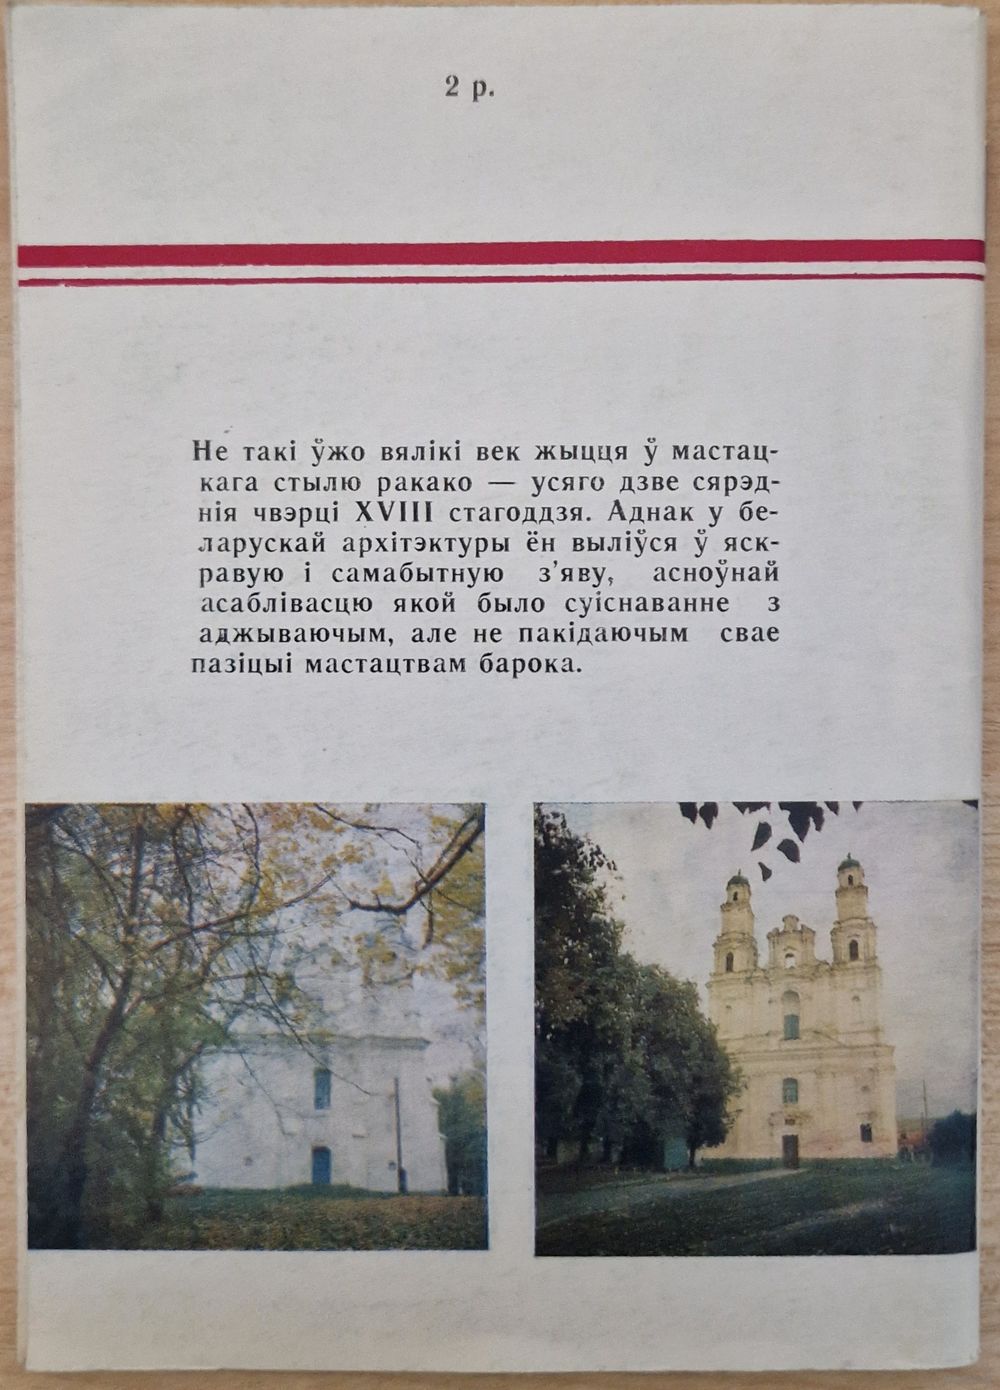 2 р.
Не такі ўжо вялікі век жыцця ў мастац-
кага стылю ракако — усяго дзве сярэд-
нія чвэрці XVIII стагоддзя. Аднак у бе-
ларускай архітэктуры ён выліўся ў яск-
равую і самабытную з'яву, асноўнай
асаблівасцю якой было суіснаванне з
аджываючым, але не пакідаючым свае
пазіцыі мастацтвам барока.